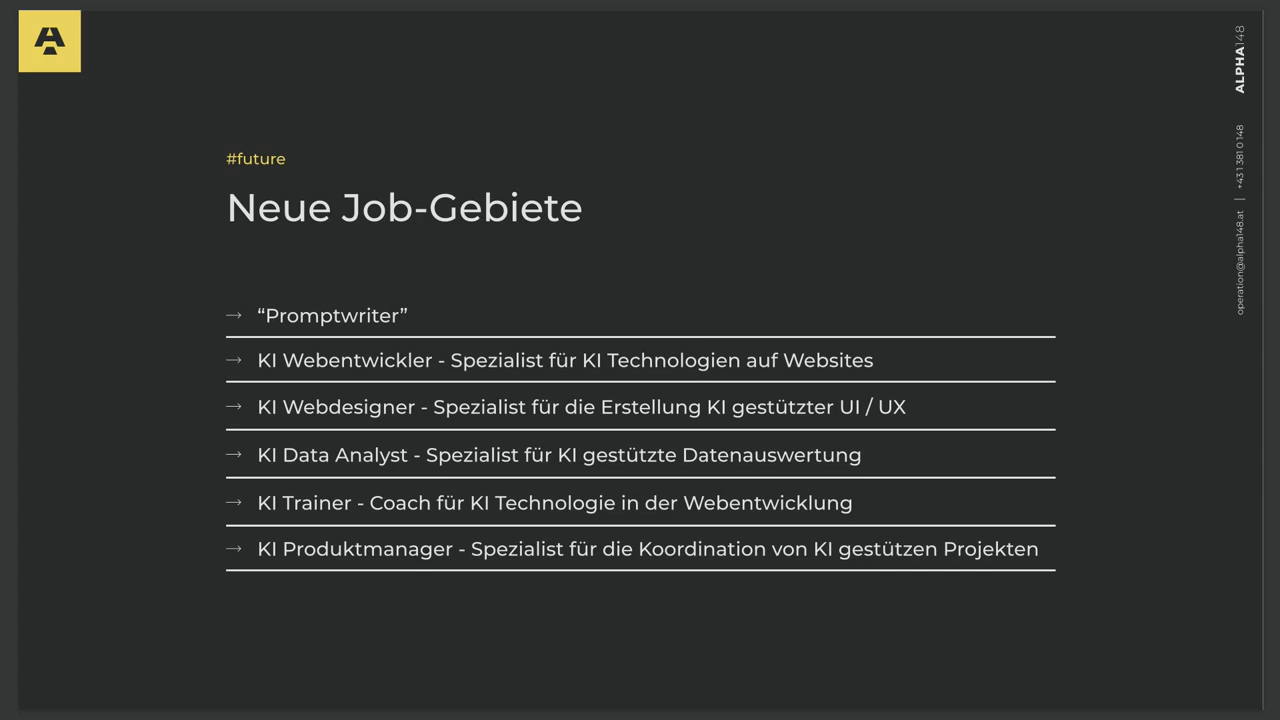 #future
Neue Job-Gebiete
→ “Promptwriter”
→ KI Webentwickler - Spezialist für KI Technologien auf Websites
→ KI Webdesigner - Spezialist für die Erstellung KI gestützter UI / UX
→ KI Data Analyst - Spezialist für KI gestützte Datenauswertung
→ KI Trainer - Coach für KI Technologie in der Webentwicklung
→ KI Produktmanager - Spezialist für die Koordination von KI gestützen Projekten
operation@alpha148.at | +43 1 381 0 148 ALPHA148